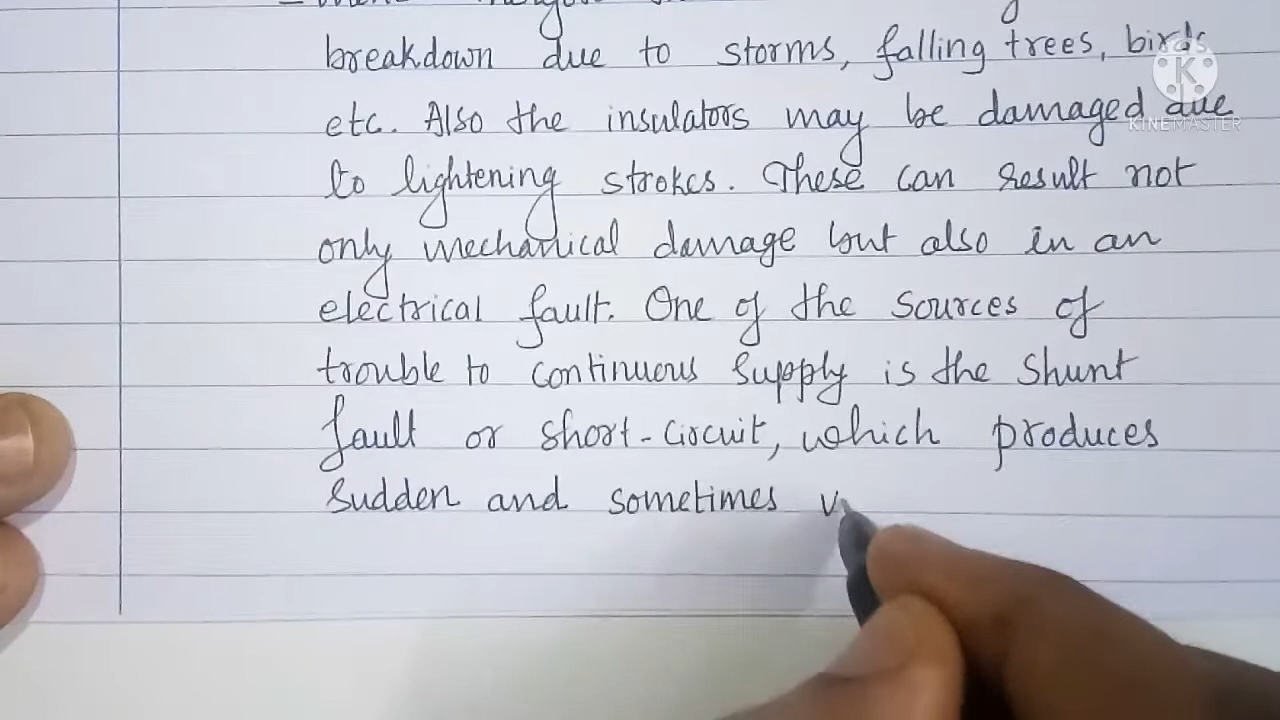 breakdown due to storms, falling trees, birds
etc. Also the insulators may be damaged due
to lightening strokes. These can result not
only mechanical damage but also in an
electrical fault. One of the sources of
trouble to continuous supply is the shunt
fault or short-circuit, which produces
sudden and sometimes v
K
KINEMASTER